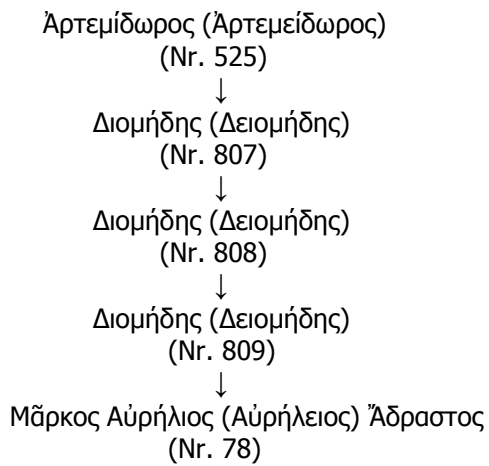 Ἀρτεμίδωρος (Ἀρτεμείδωρος)
(Nr. 525)
↓
Διομήδης (Δειομήδης)
(Nr. 807)
↓
Διομήδης (Δειομήδης)
(Nr. 808)
↓
Διομήδης (Δειομήδης)
(Nr. 809)
↓
Μᾶρκος Αὐρήλιος (Αὐρήλειος) Ἄδραστος
(Nr. 78)